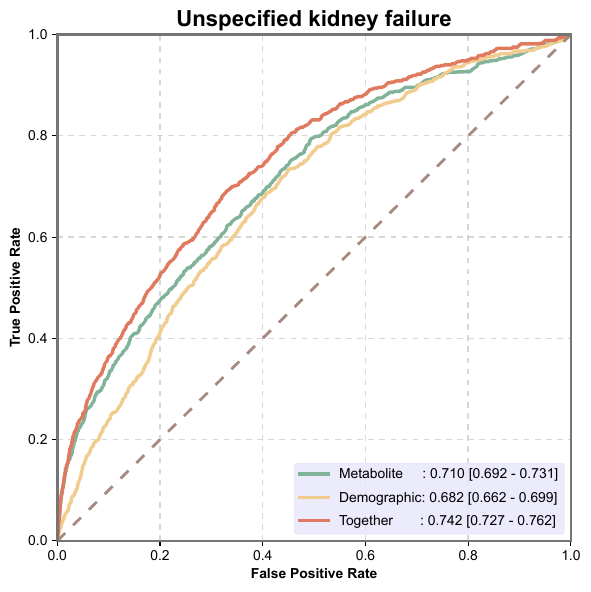 Unspecified kidney failure
True Positive Rate
1.0
0.8
0.6
0.4
0.2
0.0
Metabolite : 0.710 [0.692 - 0.731]
Demographic: 0.682 [0.662 - 0.699]
Together : 0.742 [0.727 - 0.762]
0.0 0.2 0.4 0.6 0.8 1.0
False Positive Rate